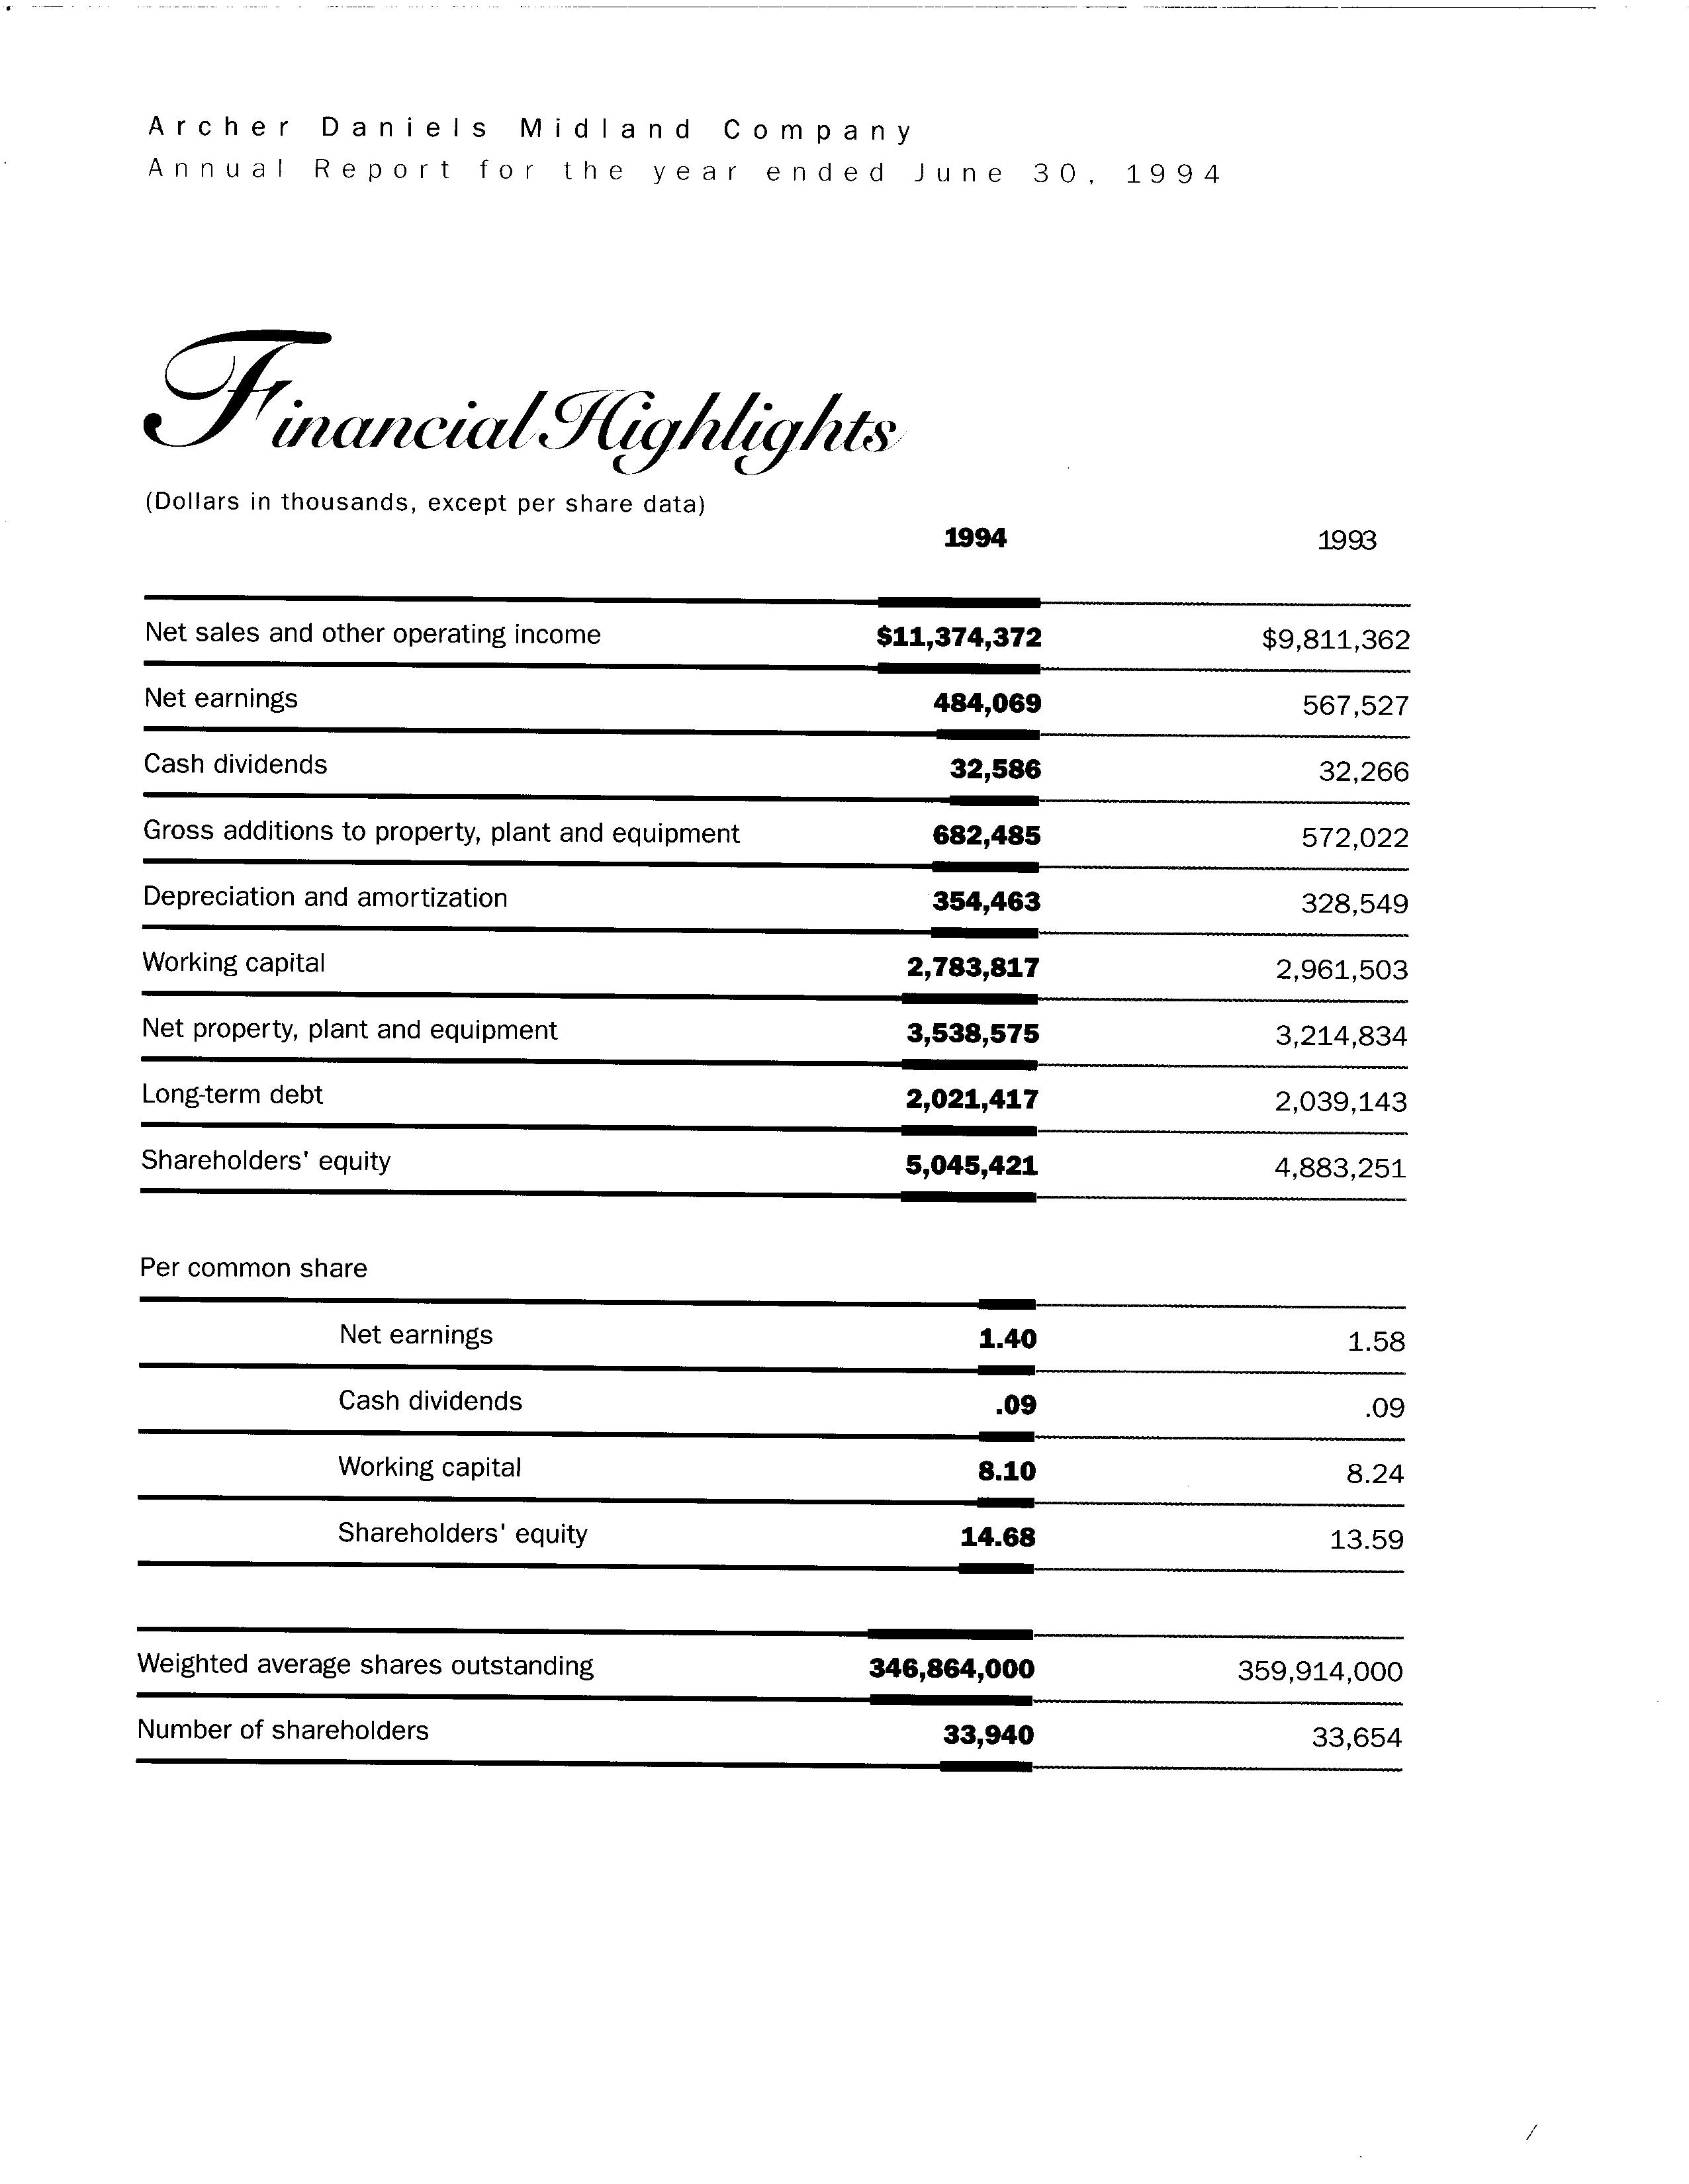 Archer Daniels Midland Company
Annual Report for the year ended June 30, 1994
Financial Highlights
(Dollars in thousands, except per share data)
1994 1993
Net sales and other operating income $11,374,372 $9,811,362
Net earnings 484,069 567,527
Cash dividends 32,586 32,266
Gross additions to property, plant and equipment 682,485 572,022
Depreciation and amortization 354,463 328,549
Working capital 2,783,817 2,961,503
Net property, plant and equipment 3,538,575 3,214,834
Long-term debt 2,021,417 2,039,143
Shareholders' equity 5,045,421 4,883,251
Per common share
Net earnings 1.40 1.58
Cash dividends .09 .09
Working capital 8.10 8.24
Shareholders' equity 14.68 13.59
Weighted average shares outstanding 346,864,000 359,914,000
Number of shareholders 33,940 33,654